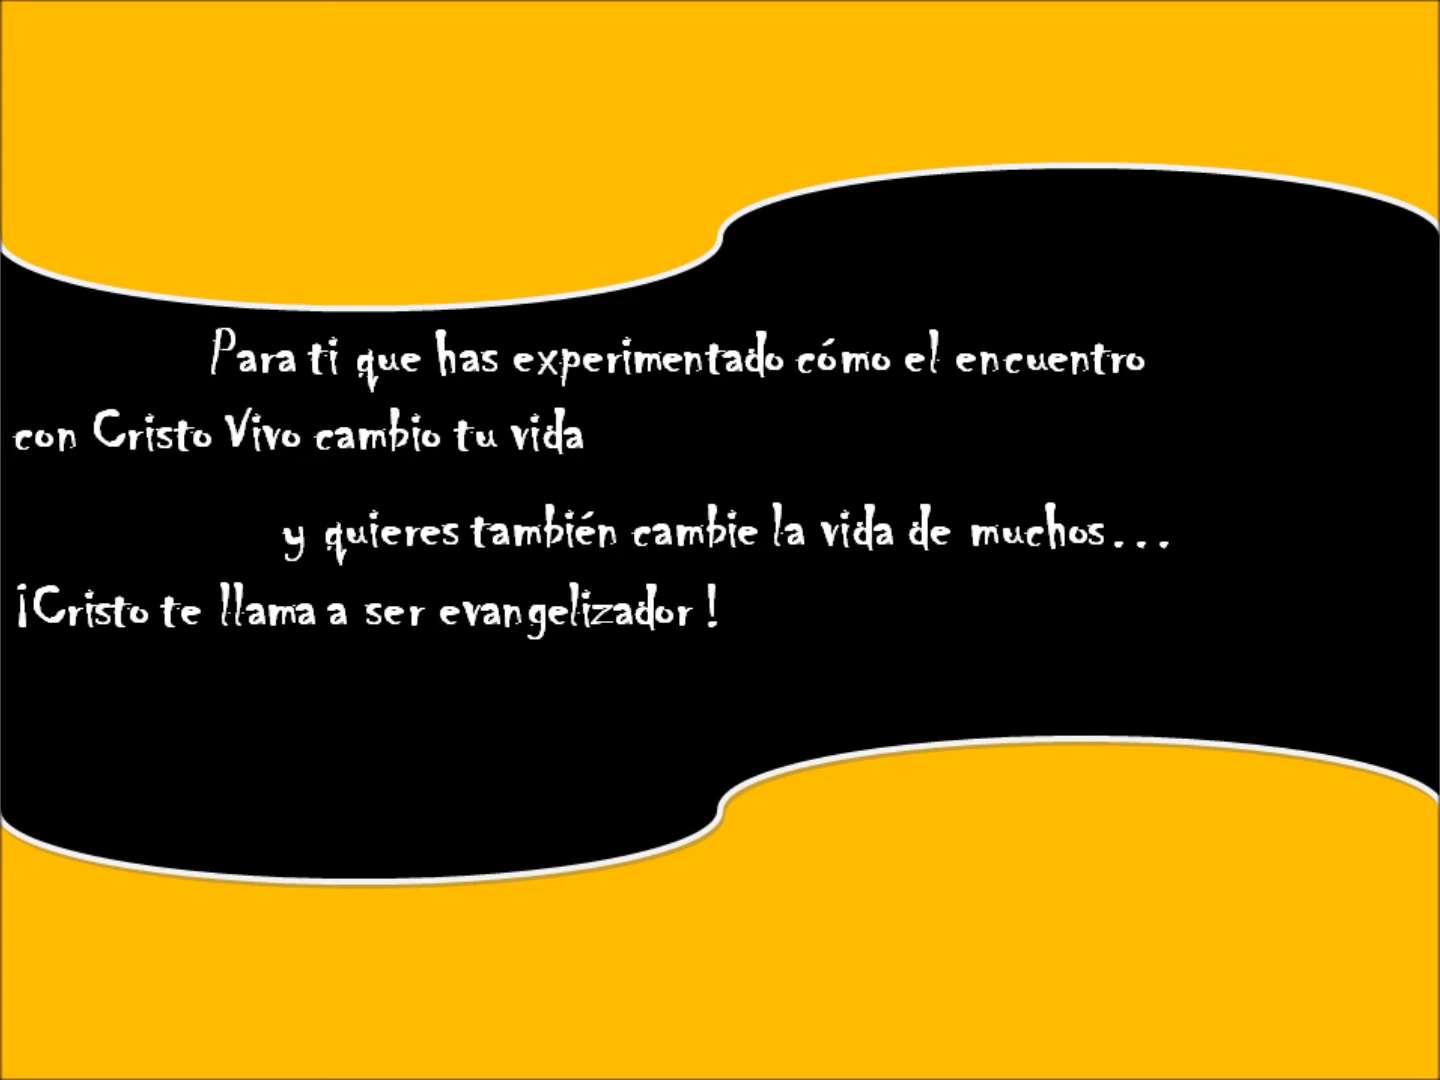 Para ti que has experimentado cómo el encuentro
con Cristo Vivo cambio tu vida
y quieres también cambie la vida de muchos...
¡Cristo te llama a ser evangelizador !